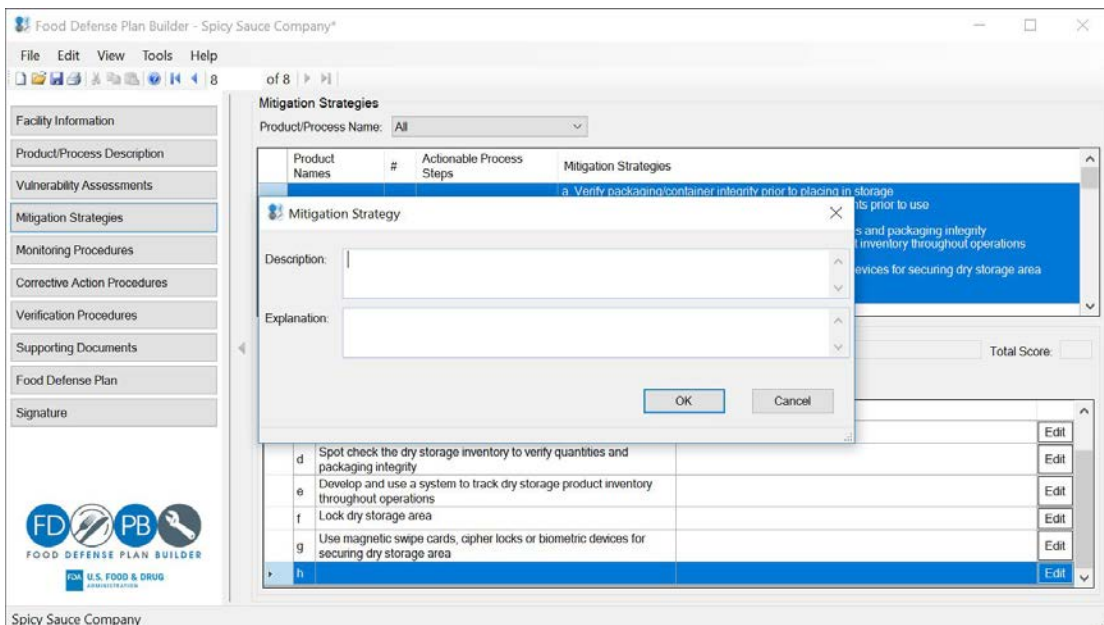 Food Defense Plan Builder - Spicy Sauce Company*
File Edit View Tools Help
8 of 8
Facility Information
Product/Process Description
Vulnerability Assessments
Mitigation Strategies
Monitoring Procedures
Corrective Action Procedures
Verification Procedures
Supporting Documents
Food Defense Plan
Signature
FD PB
FOOD DEFENSE PLAN BUILDER
FDA U.S. FOOD & DRUG
ADMINISTRATION
Mitigation Strategies
Product/Process Name: All
Product Names # Actionable Process Steps Mitigation Strategies
a Verify packaging/container integrity prior to placing in storage
nts prior to use
s and packaging integrity
t inventory throughout operations
evices for securing dry storage area
Mitigation Strategy
Description:
Explanation:
OK Cancel
Total Score:
Edit
d Spot check the dry storage inventory to verify quantities and
packaging integrity Edit
e Develop and use a system to track dry storage product inventory
throughout operations Edit
f Lock dry storage area Edit
g Use magnetic swipe cards, cipher locks or biometric devices for
securing dry storage area Edit
h Edit
Spicy Sauce Company